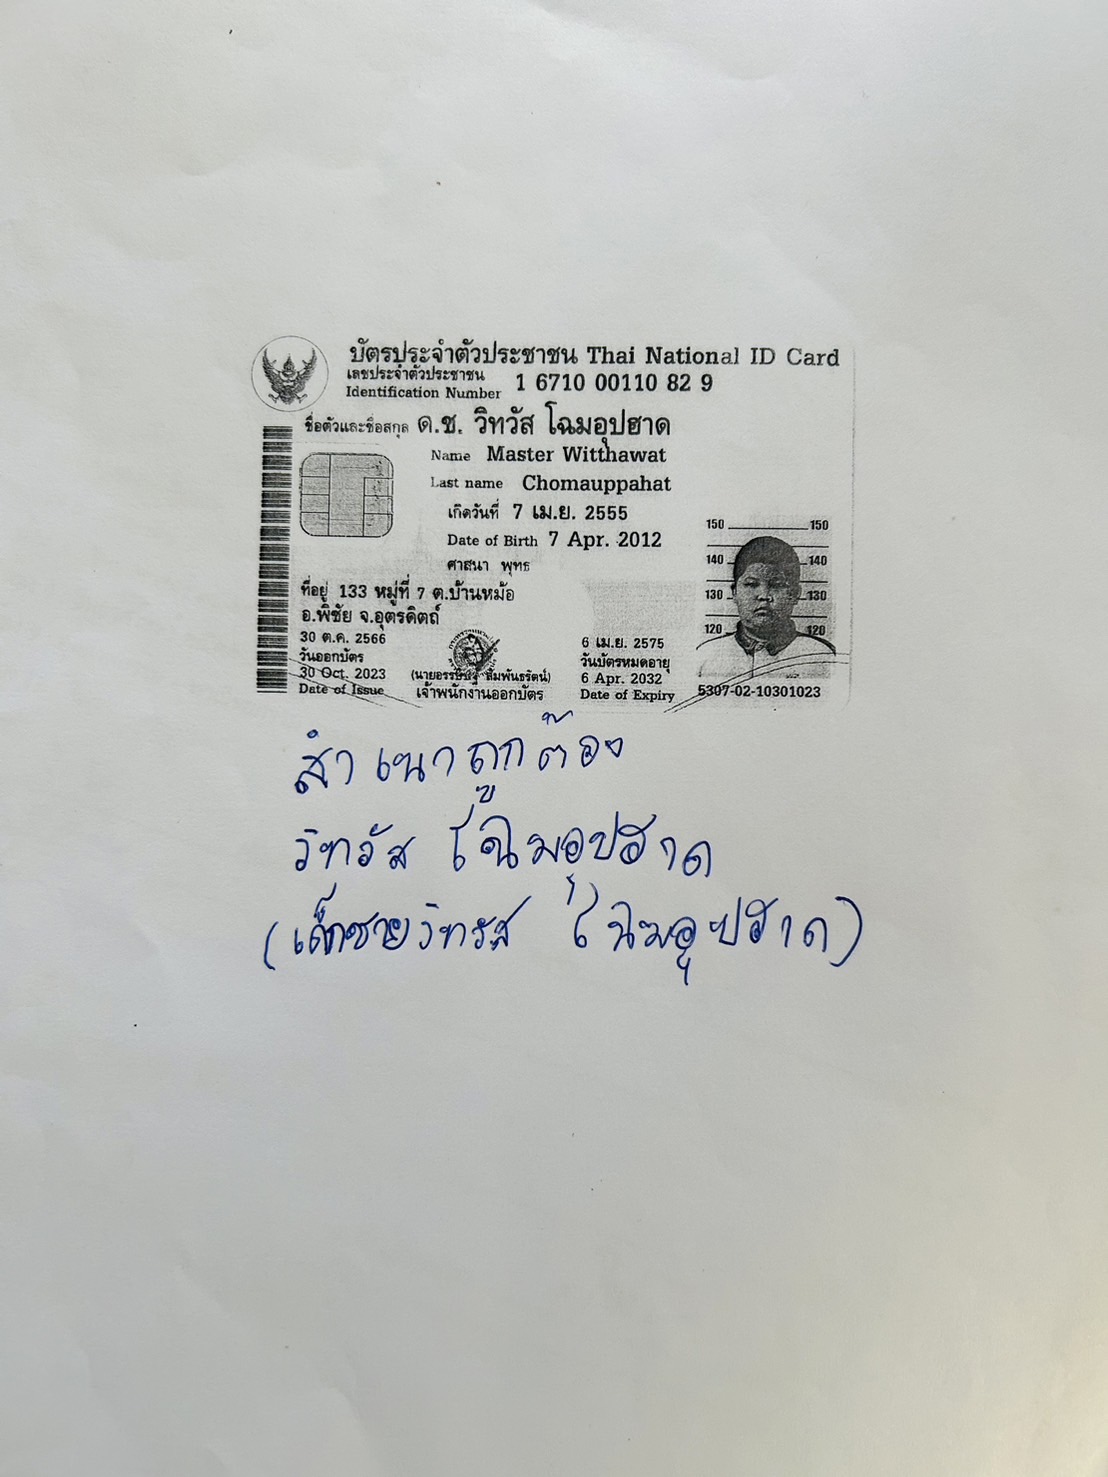 บัตรประจำตัวประชาชน Thai National ID Card
เลขประจำตัวประชาชน
Identification Number 1 6710 00110 82 9
ชื่อตัวและชื่อสกุล ด.ช. วิทวัส โฉมอุปฮาด
Name Master Witthawat
Last name Chomauppahat
เกิดวันที่ 7 เม.ย. 2555
Date of Birth 7 Apr. 2012
ศาสนา พุทธ
ที่อยู่ 133 หมู่ที่ 7 ต.บ้านหม้อ
อ.พิชัย จ.อุตรดิตถ์
30 ต.ค. 2566
วันออกบัตร
30 Oct. 2023
Date of Issue
สัมพันธรัตน์)
เจ้าพนักงานออกบัตร
6 เม.ย. 2575
วันบัตรหมดอายุ
6 Apr. 2032
Date of Expiry
150 150
140 140
130 130
120 120
5307-02-10301023
สำเนาถูกต้อง
วิทวัส โฉมอุปฮาด
(เด็กชายวิทวัส โฉมอุปฮาด)